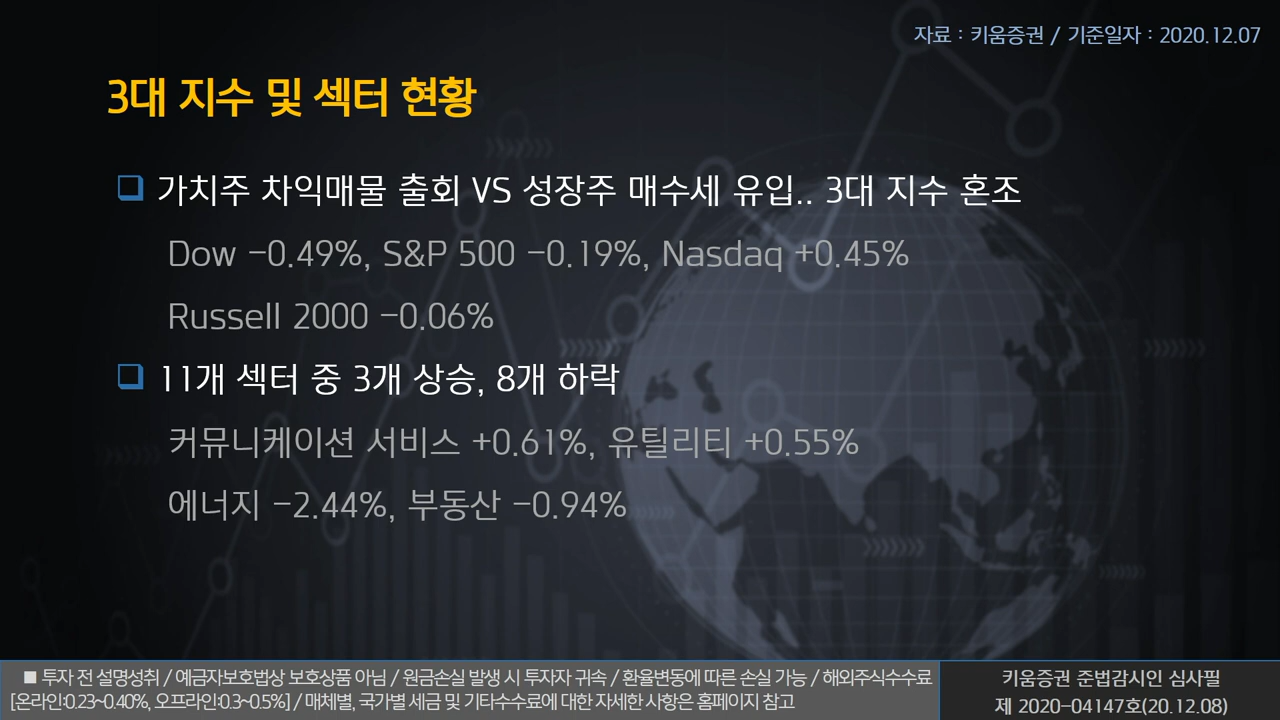 자료 : 키움증권 / 기준일자 : 2020.12.07
3대 지수 및 섹터 현황
❑ 가치주 차익매물 출회 VS 성장주 매수세 유입.. 3대 지수 혼조
Dow -0.49%, S&P 500 -0.19%, Nasdaq +0.45%
Russell 2000 -0.06%
❑ 11개 섹터 중 3개 상승, 8개 하락
커뮤니케이션 서비스 +0.61%, 유틸리티 +0.55%
에너지 -2.44%, 부동산 -0.94%
■ 투자 전 설명성취 / 예금자보호법상 보호상품 아님 / 원금손실 발생 시 투자자 귀속 / 환율변동에 따른 손실 가능 / 해외주식수수료
[온라인:0.23~0.40%, 오프라인:0.3~0.5%] / 매체별, 국가별 세금 및 기타수수료에 대한 자세한 사항은 홈페이지 참고
키움증권 준법감시인 심사필
제 2020-04147호(20.12.08)